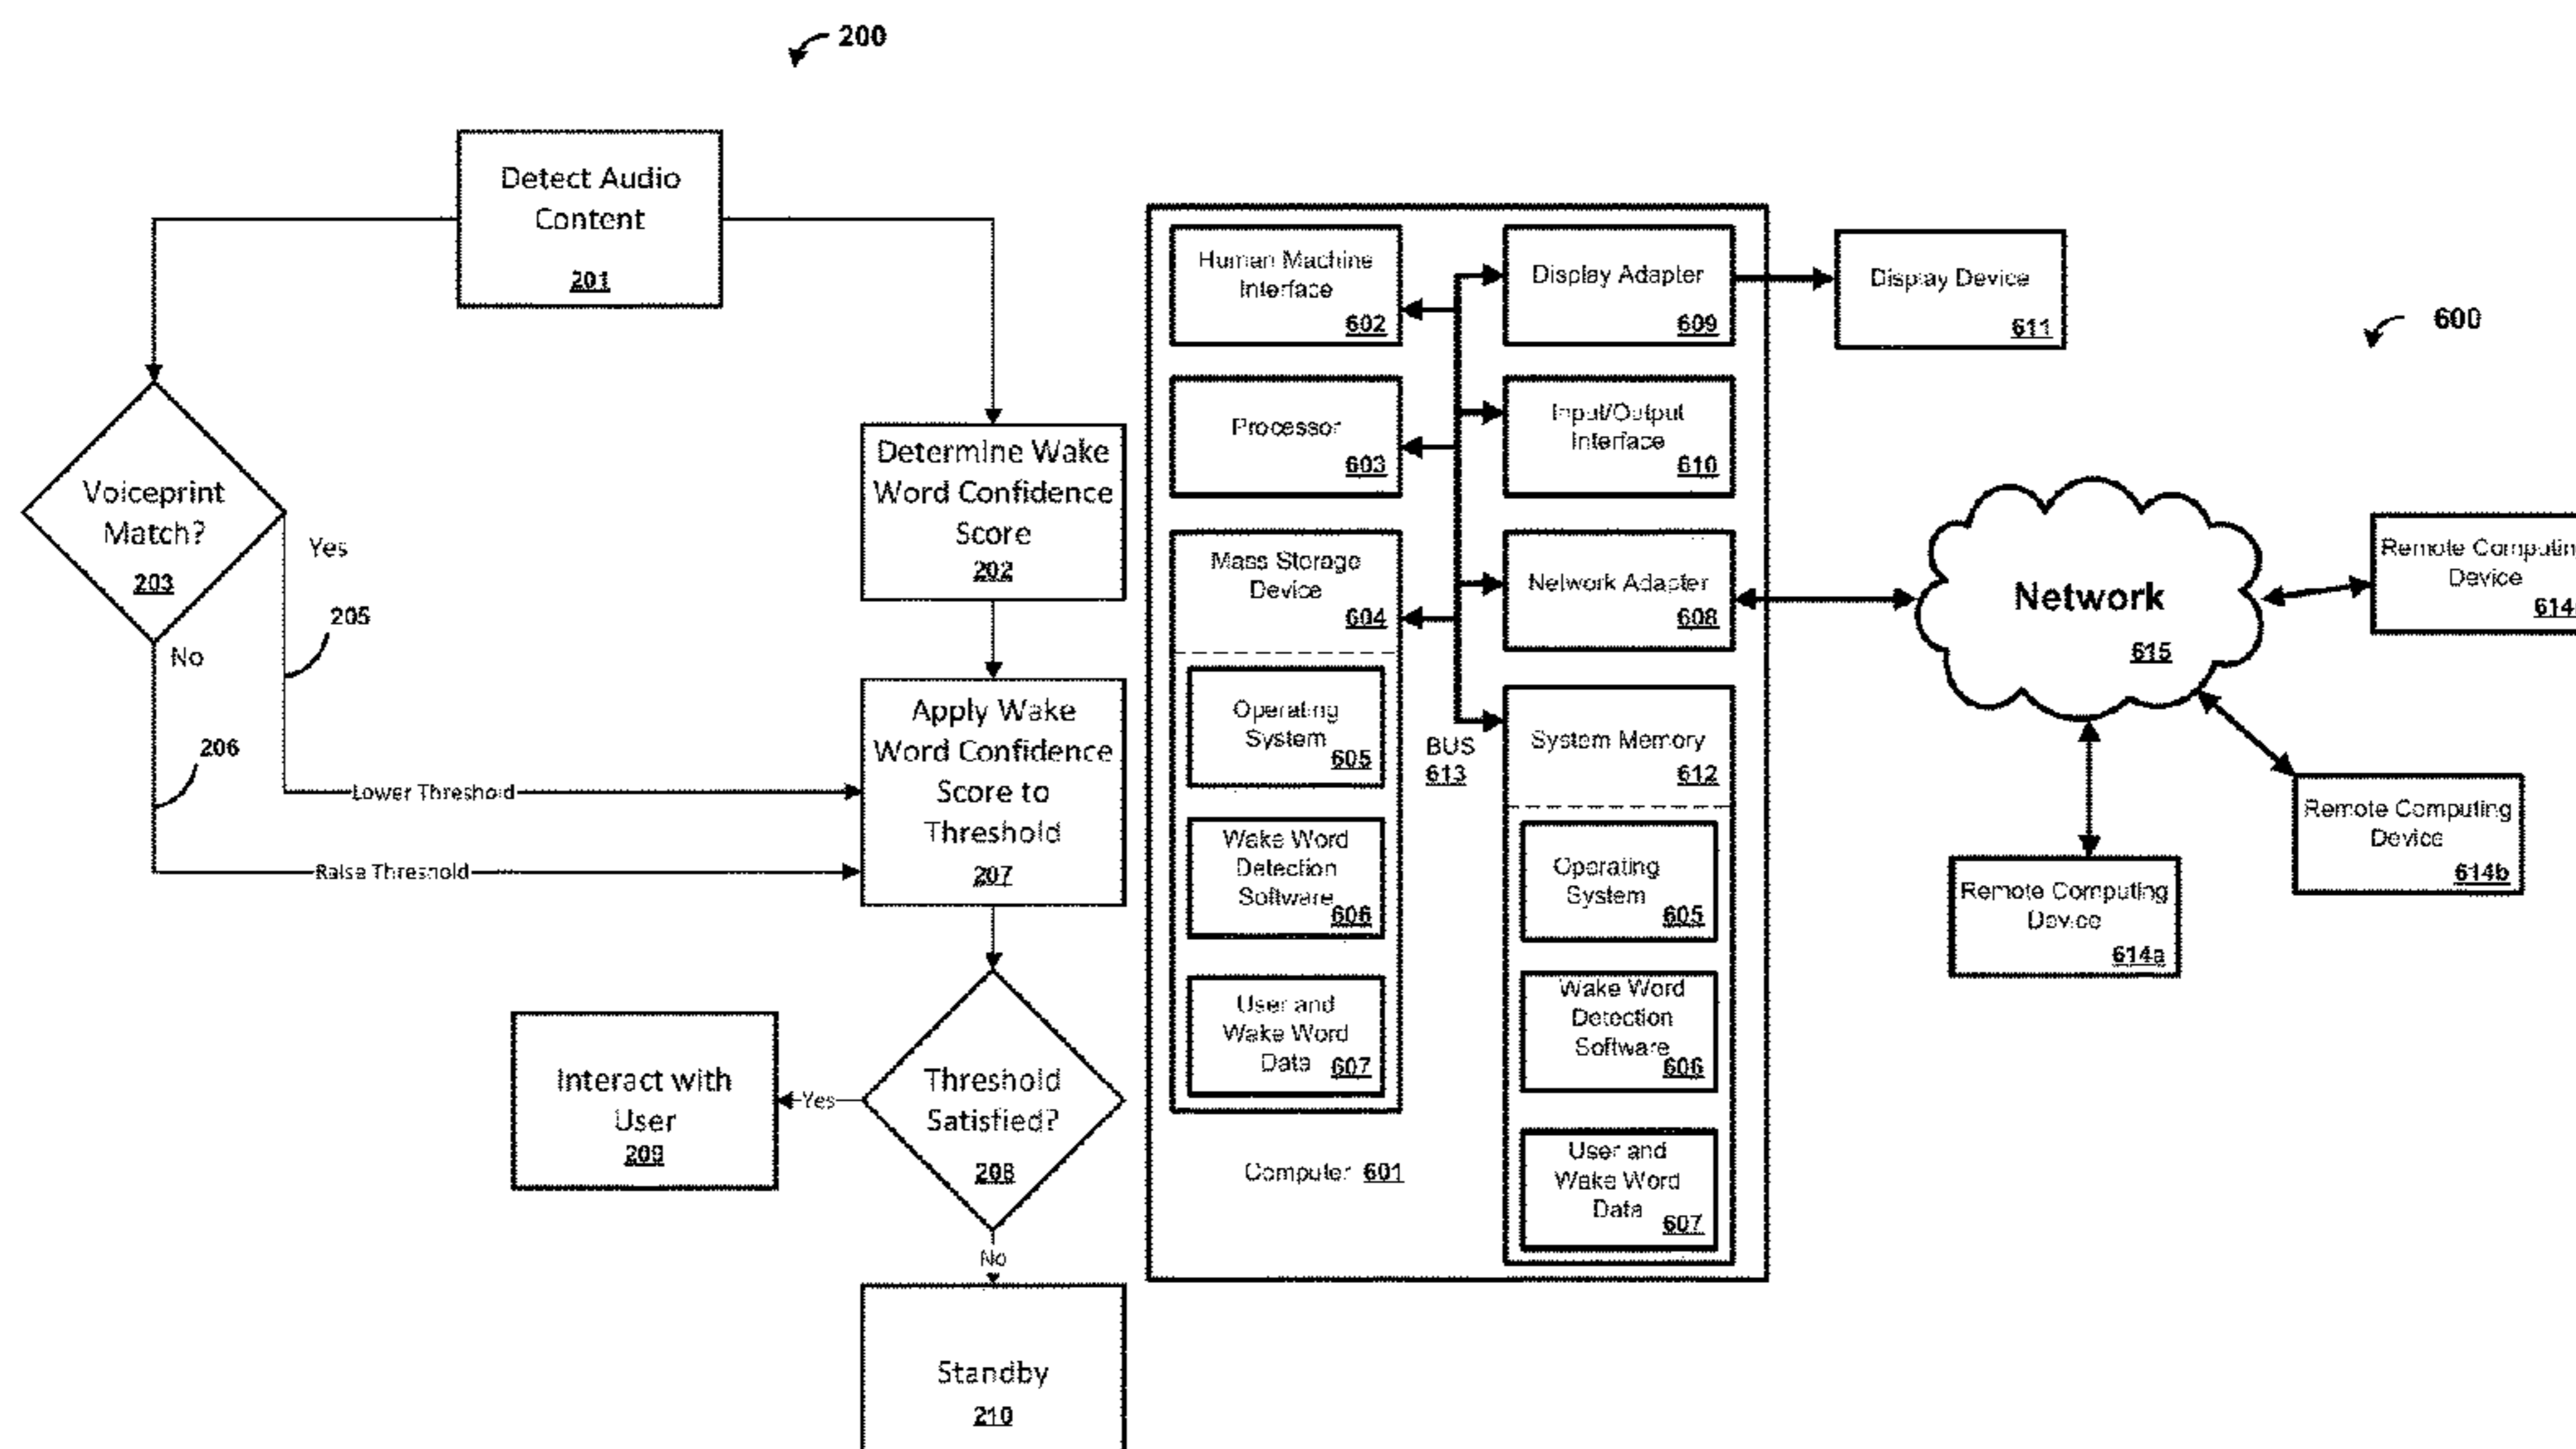 200
Detect Audio
Content
201
Voiceprint
Match?
203
Yes
205
No
206
Determine Wake
Word Confidence
Score
202
Lower Threshold
Raise Threshold
Apply Wake
Word Confidence
Score to
Threshold
207
Threshold
Satisfied?
208
Yes
Interact with
User
209
No
Standby
210
600
Human Machine
Interface
602
Processor
603
Mass Storage
Device
604
Operating
System
605
Wake Word
Detection
Software
606
User and
Wake Word
Data
607
Computer 601
BUS
613
Display Adapter
609
Input/Output
Interface
610
Network Adapter
608
System Memory
612
Operating
System
605
Wake Word
Detection
Software
606
User and
Wake Word
Data
607
Display Device
611
Network
615
Remote Computin
Device
614
Remote Computing
Device
614b
Remote Computing
Device
614a